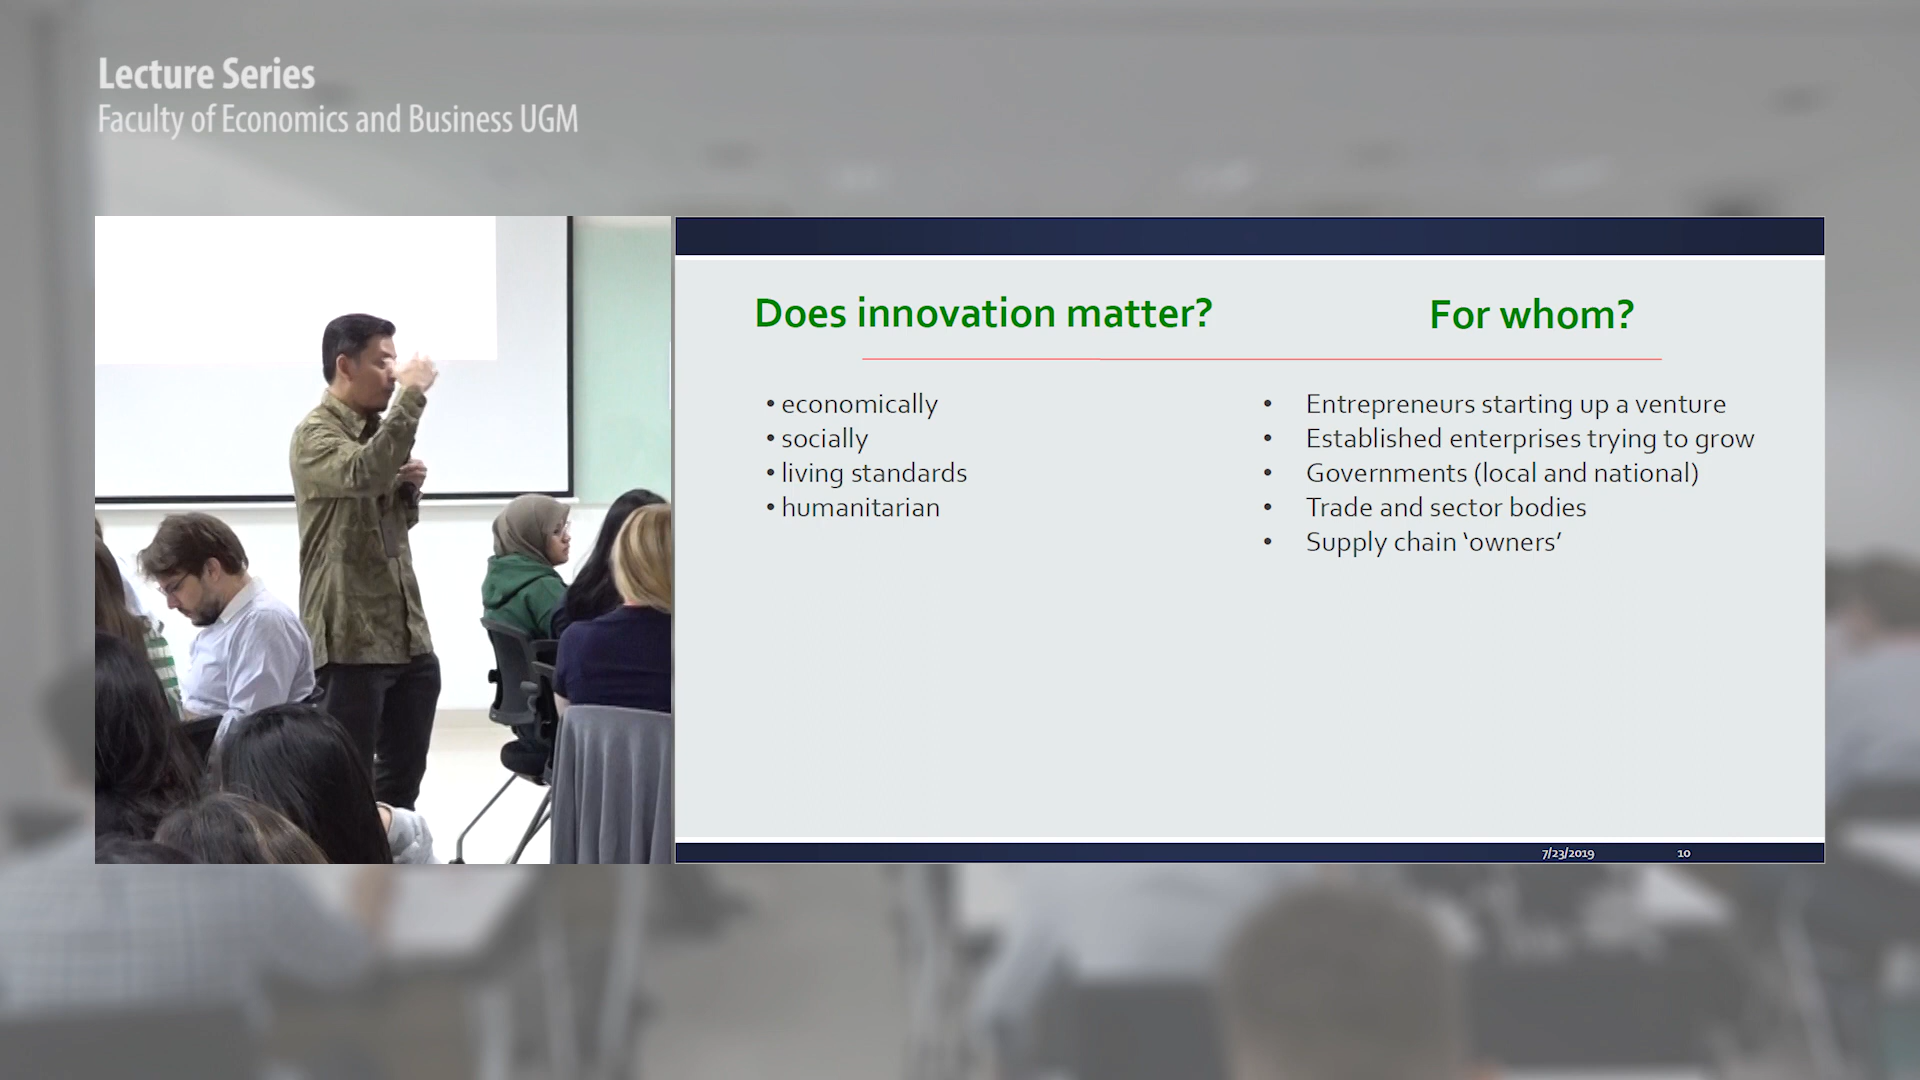 Lecture Series
Faculty of Economics and Business UGM
Does innovation matter?
For whom?
• economically
• socially
• living standards
• humanitarian
• Entrepreneurs starting up a venture
• Established enterprises trying to grow
• Governments (local and national)
• Trade and sector bodies
• Supply chain ‘owners’
7/23/2019
10